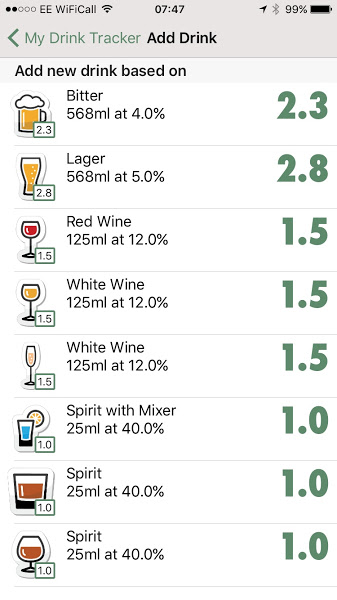 EE WiFiCall 07:47 99%
My Drink Tracker Add Drink
Add new drink based on
Bitter
568ml at 4.0%
2.3
2.3
Lager
568ml at 5.0%
2.8
2.8
Red Wine
125ml at 12.0%
1.5
1.5
White Wine
125ml at 12.0%
1.5
1.5
White Wine
125ml at 12.0%
1.5
1.5
Spirit with Mixer
25ml at 40.0%
1.0
1.0
Spirit
25ml at 40.0%
1.0
1.0
Spirit
25ml at 40.0%
1.0
1.0